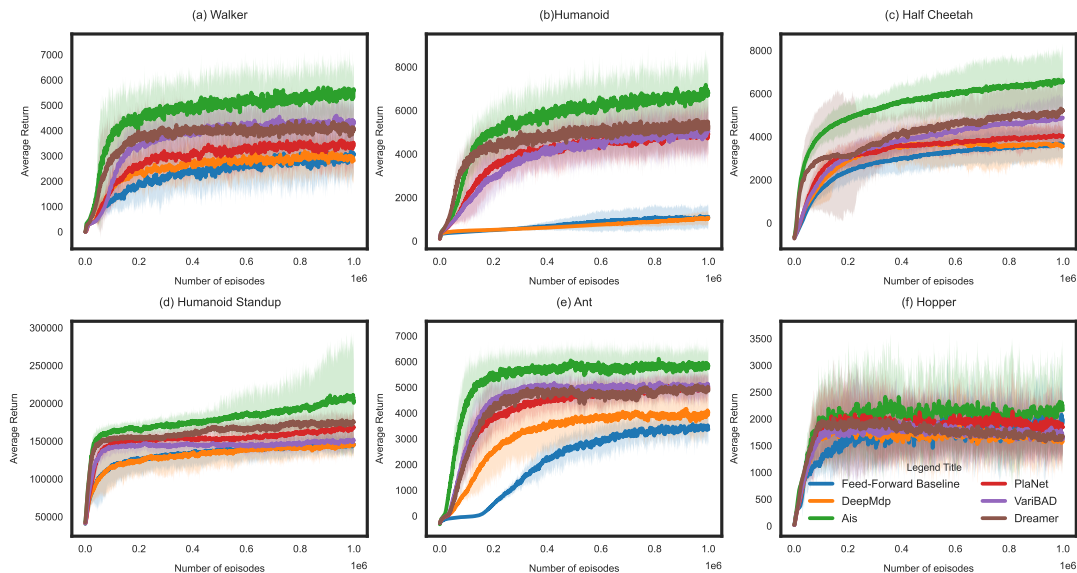 (a) Walker
(b)Humanoid
(c) Half Cheetah
Average Return
7000
6000
5000
4000
3000
2000
1000
0
0.0 0.2 0.4 0.6 0.8 1.0
1e6
Number of episodes
Average Return
8000
6000
4000
2000
0
0.0 0.2 0.4 0.6 0.8 1.0
1e6
Number of episodes
Average Return
8000
6000
4000
2000
0
0.0 0.2 0.4 0.6 0.8 1.0
1e6
Number of episodes
(d) Humanoid Standup
(e) Ant
(f) Hopper
Average Return
300000
250000
200000
150000
100000
50000
0.0 0.2 0.4 0.6 0.8 1.0
1e6
Number of episodes
Average Return
7000
6000
5000
4000
3000
2000
1000
0
0.0 0.2 0.4 0.6 0.8 1.0
1e6
Number of episodes
Average Return
3500
3000
2500
2000
1500
1000
500
0
Legend Title
Feed-Forward Baseline
DeepMdp
Ais
PlaNet
VariBAD
Dreamer
0.0 0.2 0.4 0.6 0.8 1.0
1e6
Number of episodes